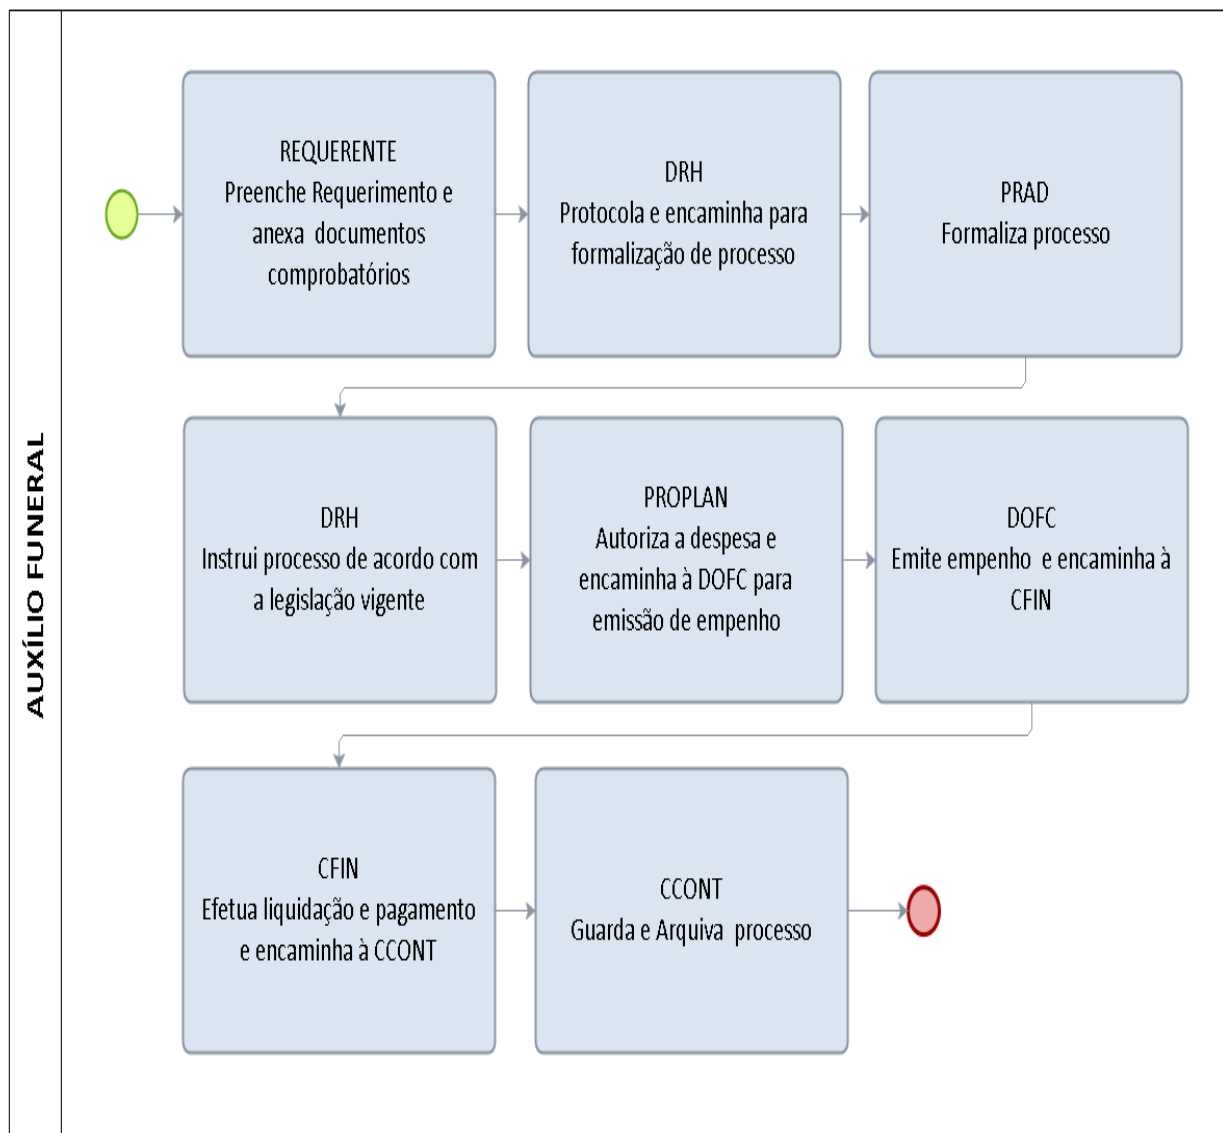 AUXÍLIO FUNERAL
REQUERENTE
Preenche Requerimento e
anexa documentos
comprobatórios
DRH
Protocola e encaminha para
formalização de processo
PRAD
Formaliza processo
DRH
Instrui processo de acordo com
a legislação vigente
PROPLAN
Autoriza a despesa e
encaminha à DOFC para
emissão de empenho
DOFC
Emite empenho e encaminha à
CFIN
CFIN
Efetua liquidação e pagamento
e encaminha à CCONT
CCONT
Guarda e Arquiva processo